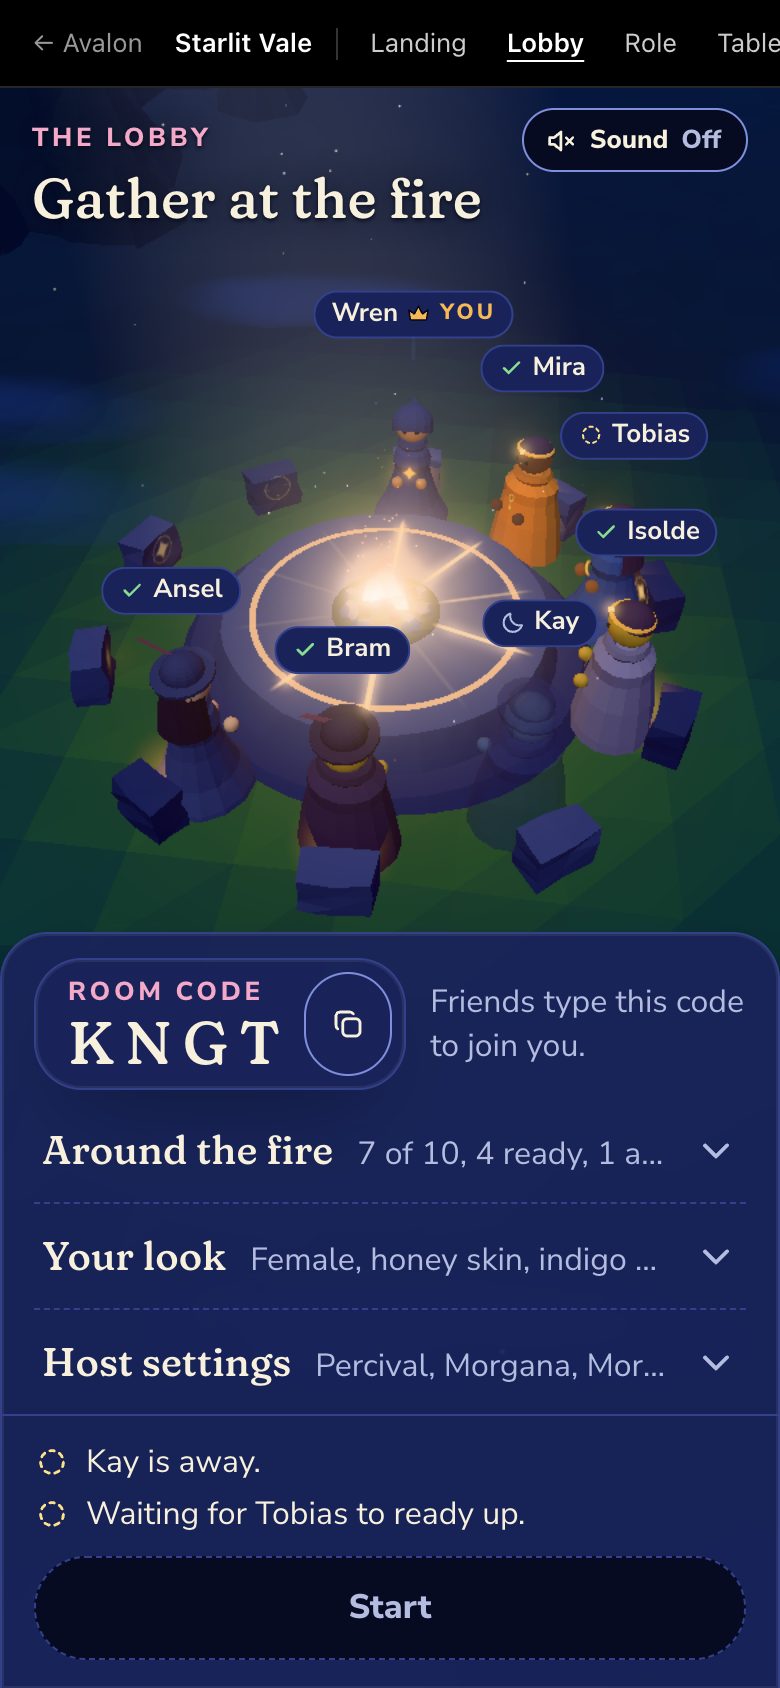 ← Avalon Starlit Vale Landing Lobby Role Table
THE LOBBY
Sound Off
Gather at the fire
Wren YOU
Mira
Tobias
Isolde
Ansel
Kay
Bram
ROOM CODE
KNGT
Friends type this code
to join you.
Around the fire 7 of 10, 4 ready, 1 a...
Your look Female, honey skin, indigo ...
Host settings Percival, Morgana, Mor...
Kay is away.
Waiting for Tobias to ready up.
Start